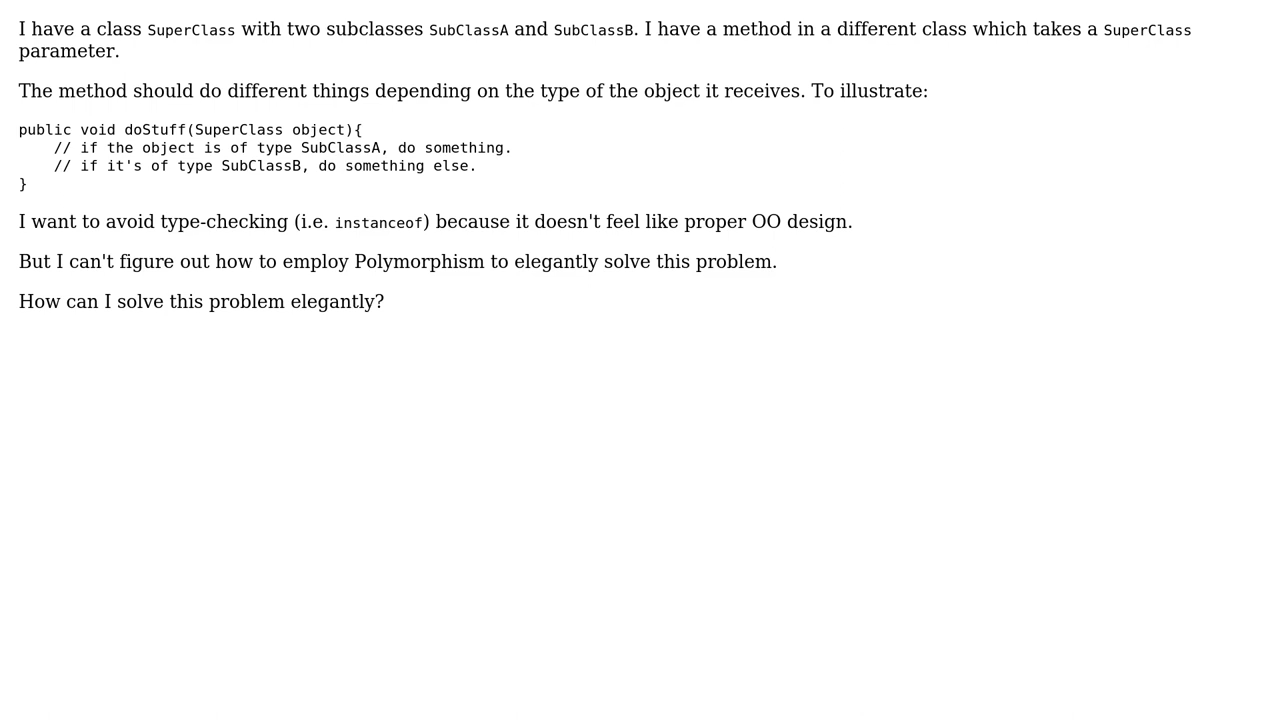 I have a class SuperClass with two subclasses SubClassA and SubClassB. I have a method in a different class which takes a SuperClass
parameter.
The method should do different things depending on the type of the object it receives. To illustrate:
public void doStuff(SuperClass object){
    // if the object is of type SubClassA, do something.
    // if it's of type SubClassB, do something else.
}
I want to avoid type-checking (i.e. instanceof) because it doesn't feel like proper OO design.
But I can't figure out how to employ Polymorphism to elegantly solve this problem.
How can I solve this problem elegantly?